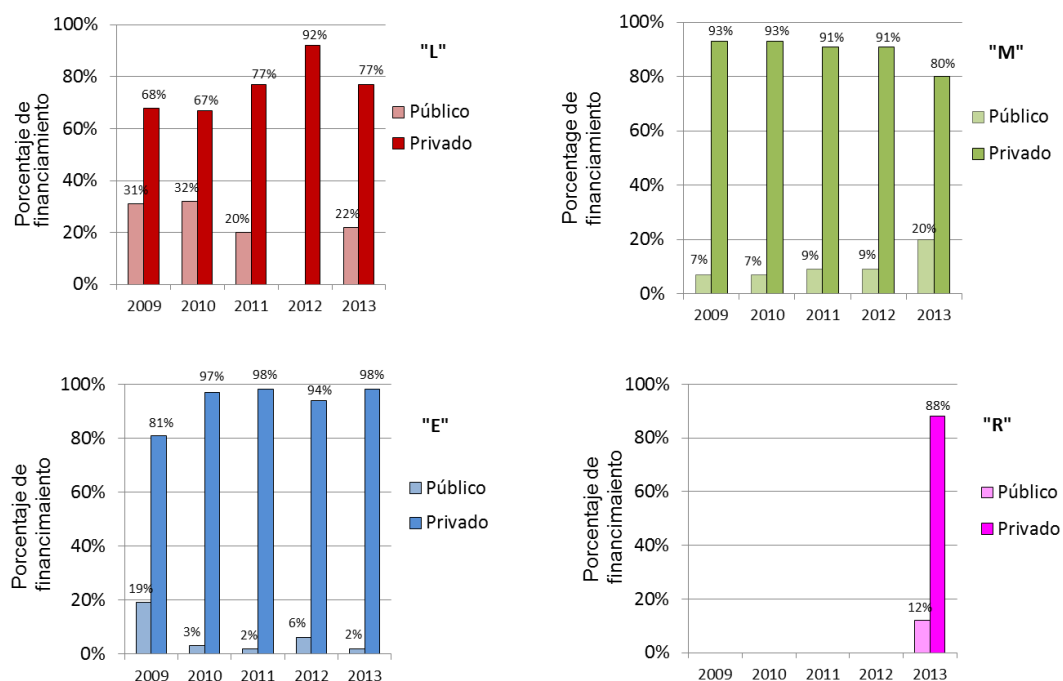 "L"
Porcentaje de
financiamiento
100%
80%
60%
40%
20%
0%
68%
67%
77%
92%
77%
31%
32%
20%
22%
2009 2010 2011 2012 2013
Público
Privado
"M"
Porcentage de
financiamiento
100%
80%
60%
40%
20%
0%
93%
93%
91%
91%
80%
7%
7%
9%
9%
20%
2009 2010 2011 2012 2013
Público
Privado
"E"
Porcentaje de
financimaiento
100%
80%
60%
40%
20%
0%
81%
97%
98%
94%
98%
19%
3%
2%
6%
2%
2009 2010 2011 2012 2013
Público
Privado
"R"
Porcentaje de
financimiento
100%
80%
60%
40%
20%
0%
88%
12%
2009 2010 2011 2012 2013
Público
Privado